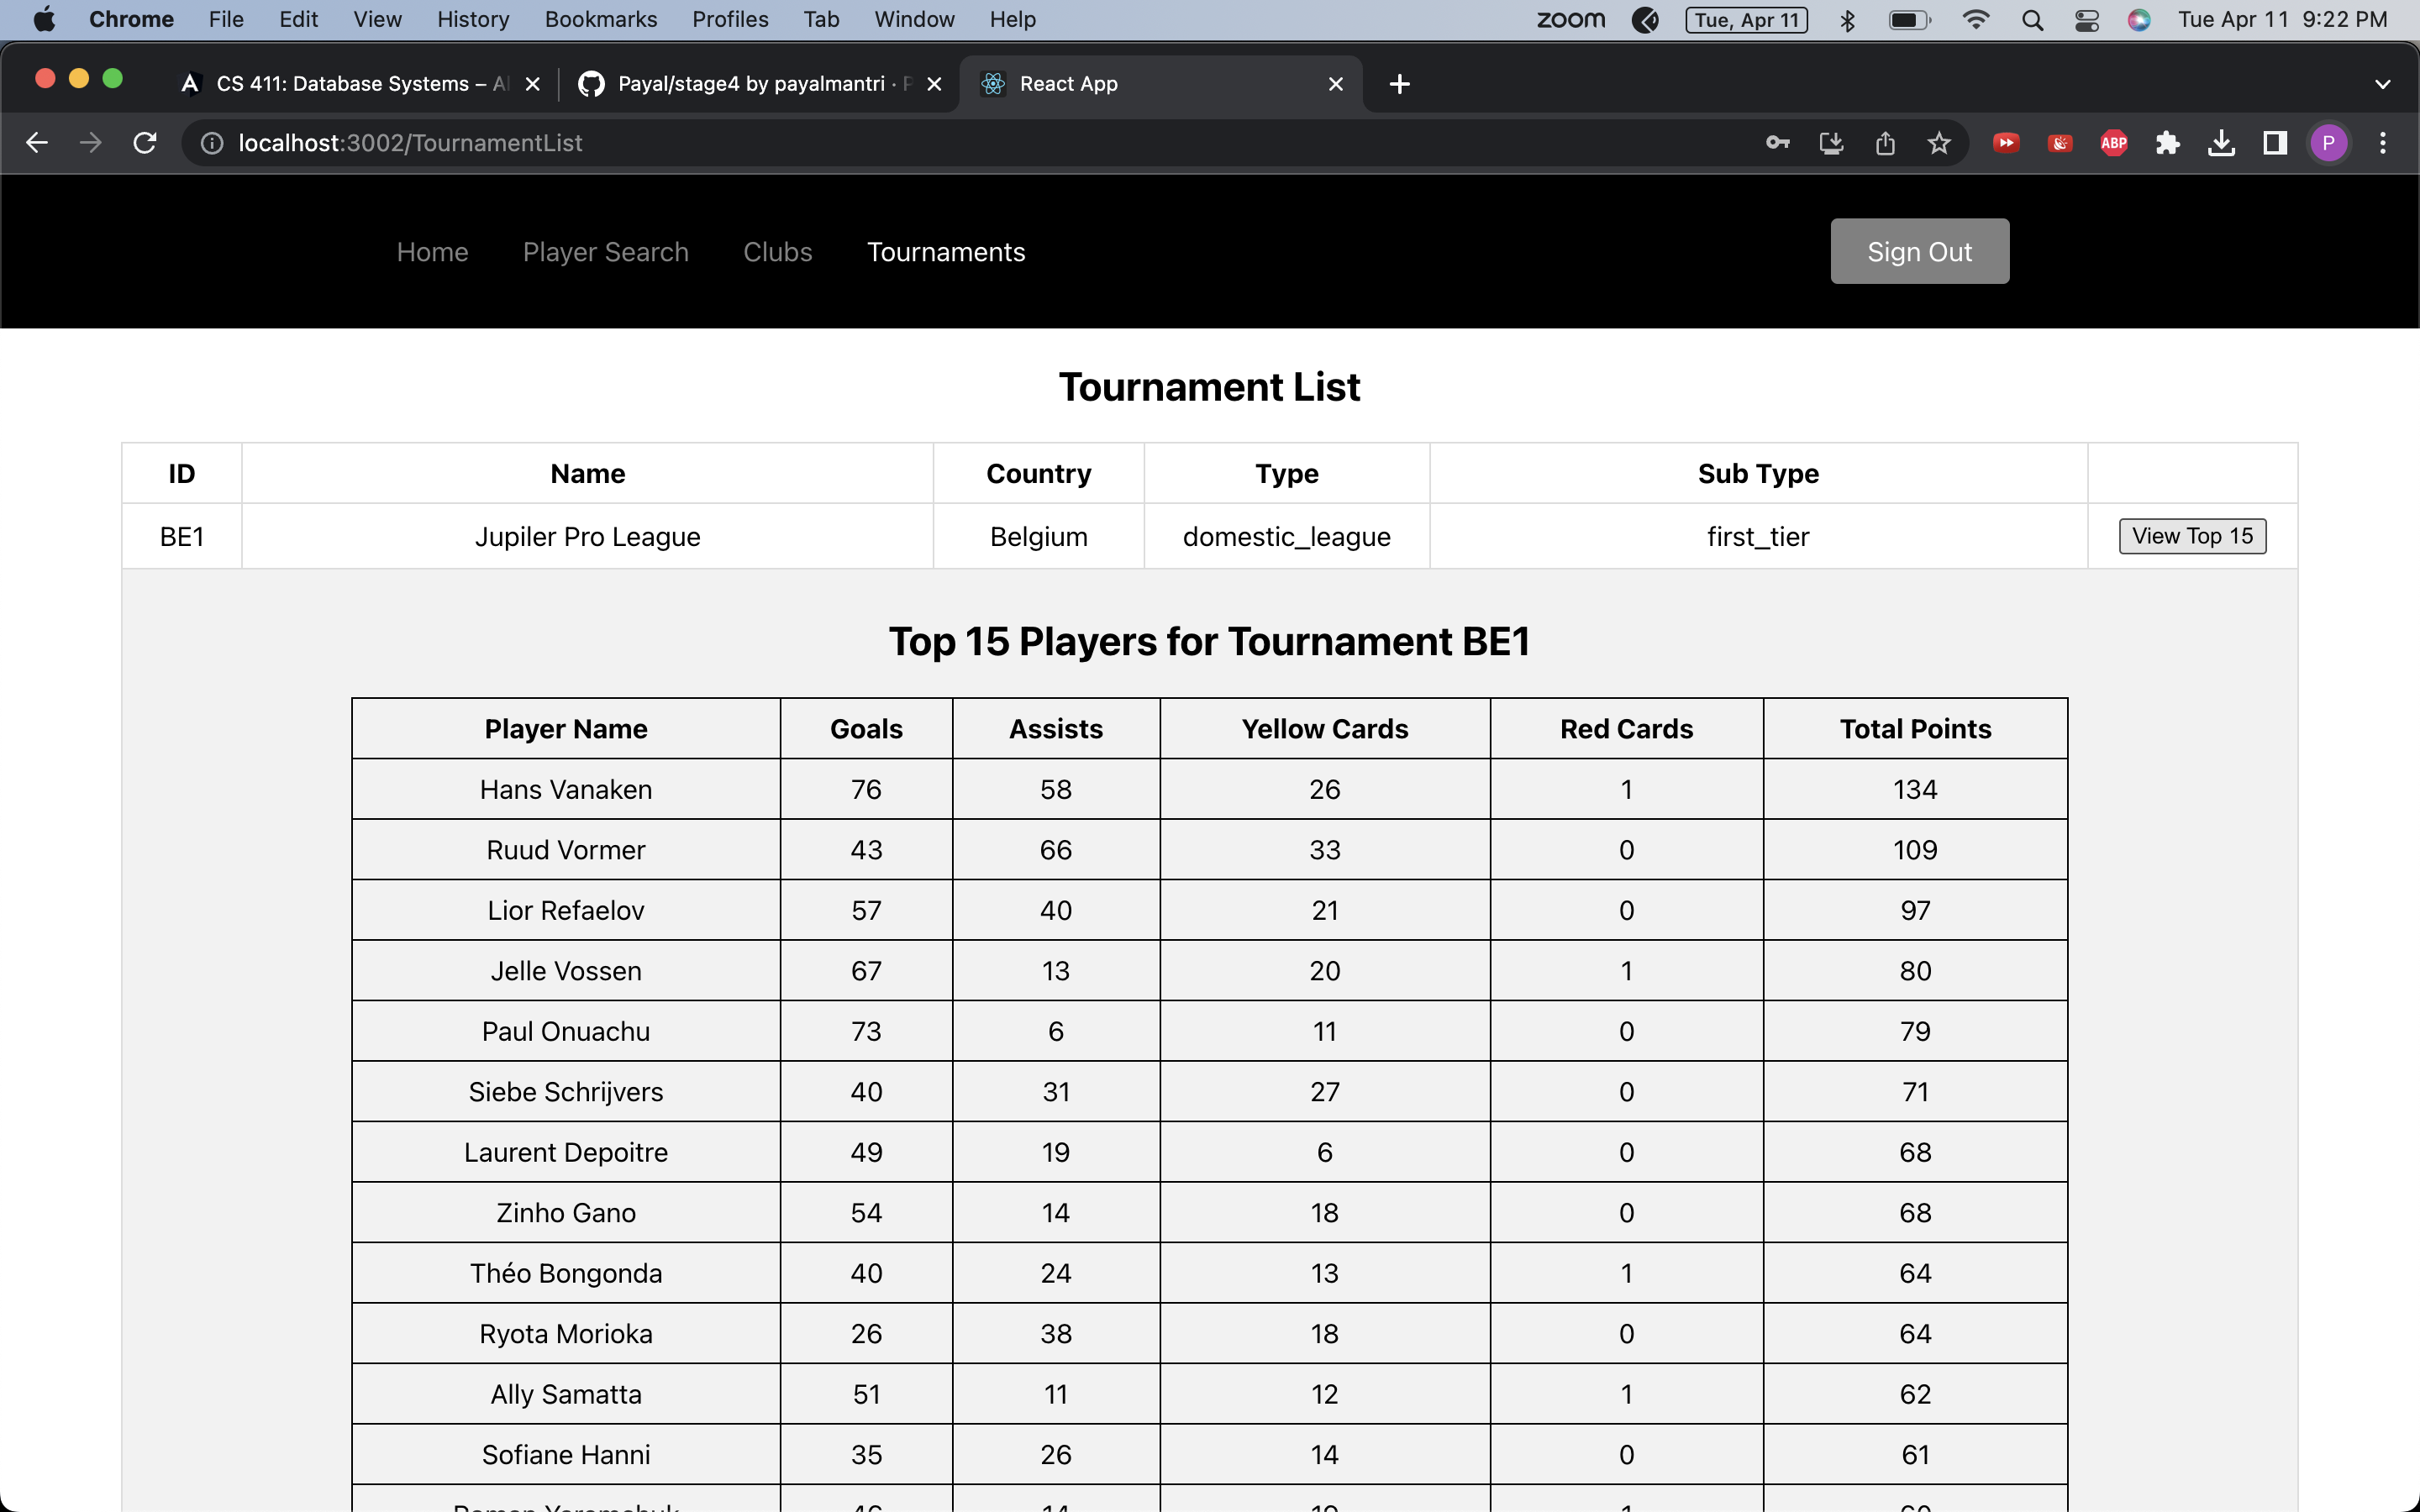 Chrome File Edit View History Bookmarks Profiles Tab Window Help zoom Tue, Apr 11 Tue Apr 11 9:22 PM
CS 411: Database Systems – Payal/stage4 by payalmantri · React App
localhost:3002/TournamentList ABP P
Home Player Search Clubs Tournaments Sign Out
Tournament List
ID Name Country Type Sub Type
BE1 Jupiler Pro League Belgium domestic_league first_tier View Top 15
Top 15 Players for Tournament BE1
Player Name Goals Assists Yellow Cards Red Cards Total Points
Hans Vanaken 76 58 26 1 134
Ruud Vormer 43 66 33 0 109
Lior Refaelov 57 40 21 0 97
Jelle Vossen 67 13 20 1 80
Paul Onuachu 73 6 11 0 79
Siebe Schrijvers 40 31 27 0 71
Laurent Depoitre 49 19 6 0 68
Zinho Gano 54 14 18 0 68
Théo Bongonda 40 24 13 1 64
Ryota Morioka 26 38 18 0 64
Ally Samatta 51 11 12 1 62
Sofiane Hanni 35 26 14 0 61